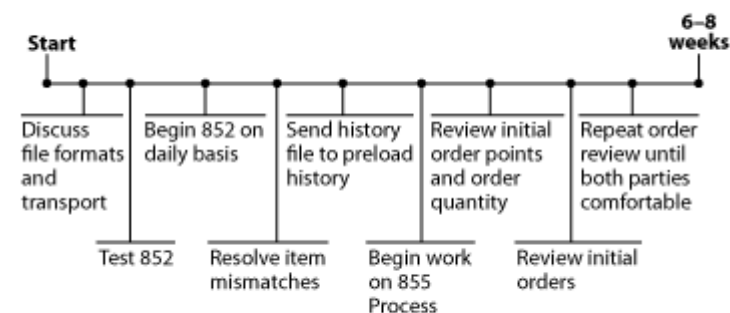 Start
6–8
weeks
Discuss
file formats
and
transport
Begin 852 on
daily basis
Send history
file to preload
history
Review initial
order points
and order
quantity
Repeat order
review until
both parties
comfortable
Test 852
Resolve item
mismatches
Begin work
on 855
Process
Review initial
orders